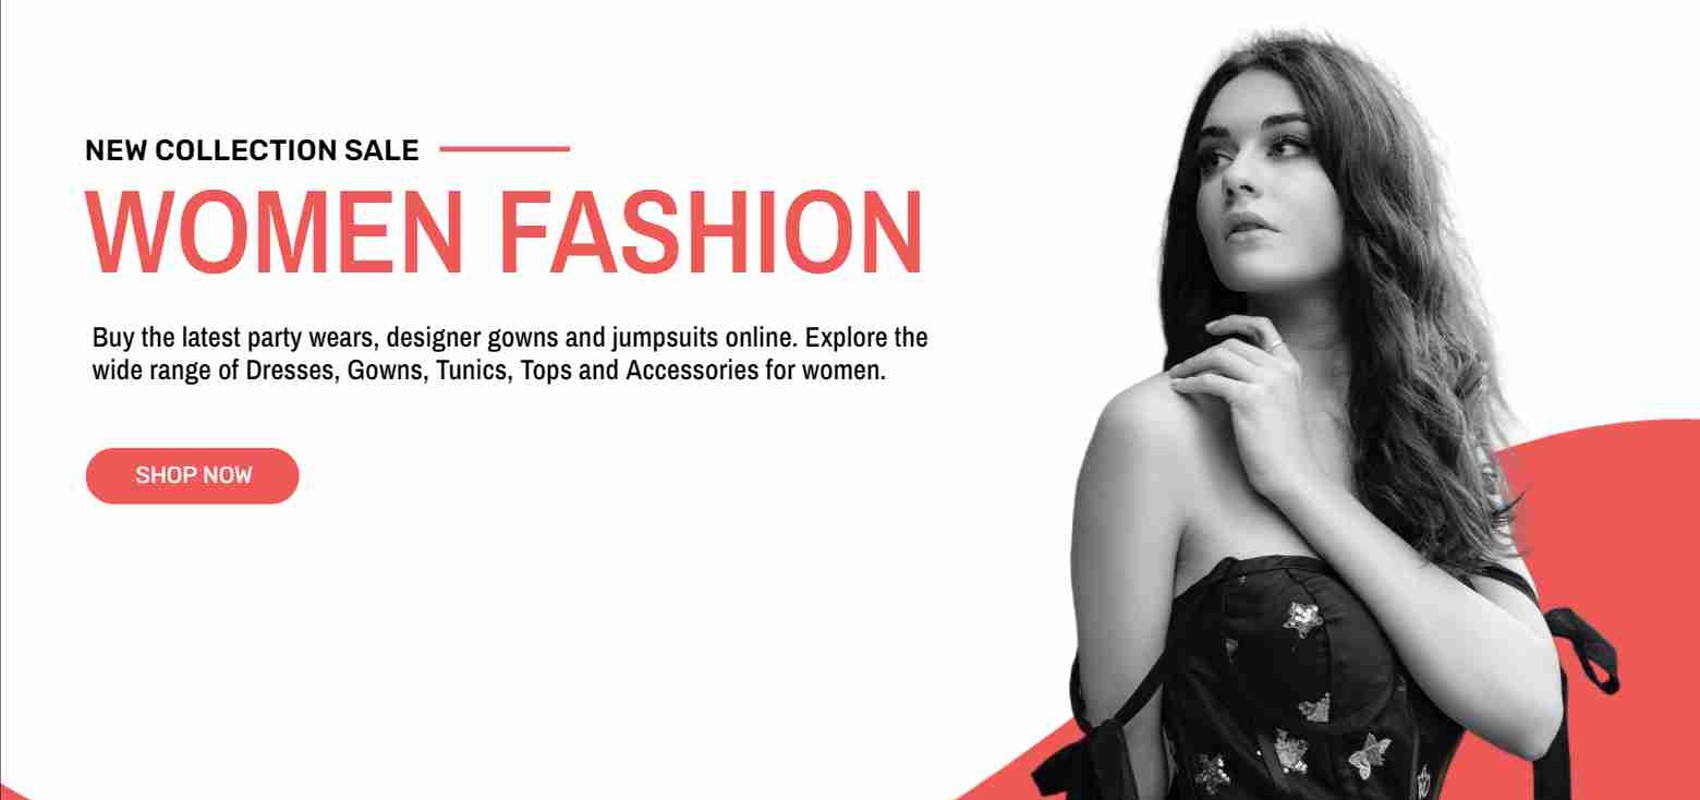 NEW COLLECTION SALE
WOMEN FASHION
Buy the latest party wears, designer gowns and jumpsuits online. Explore the
wide range of Dresses, Gowns, Tunics, Tops and Accessories for women.
SHOP NOW